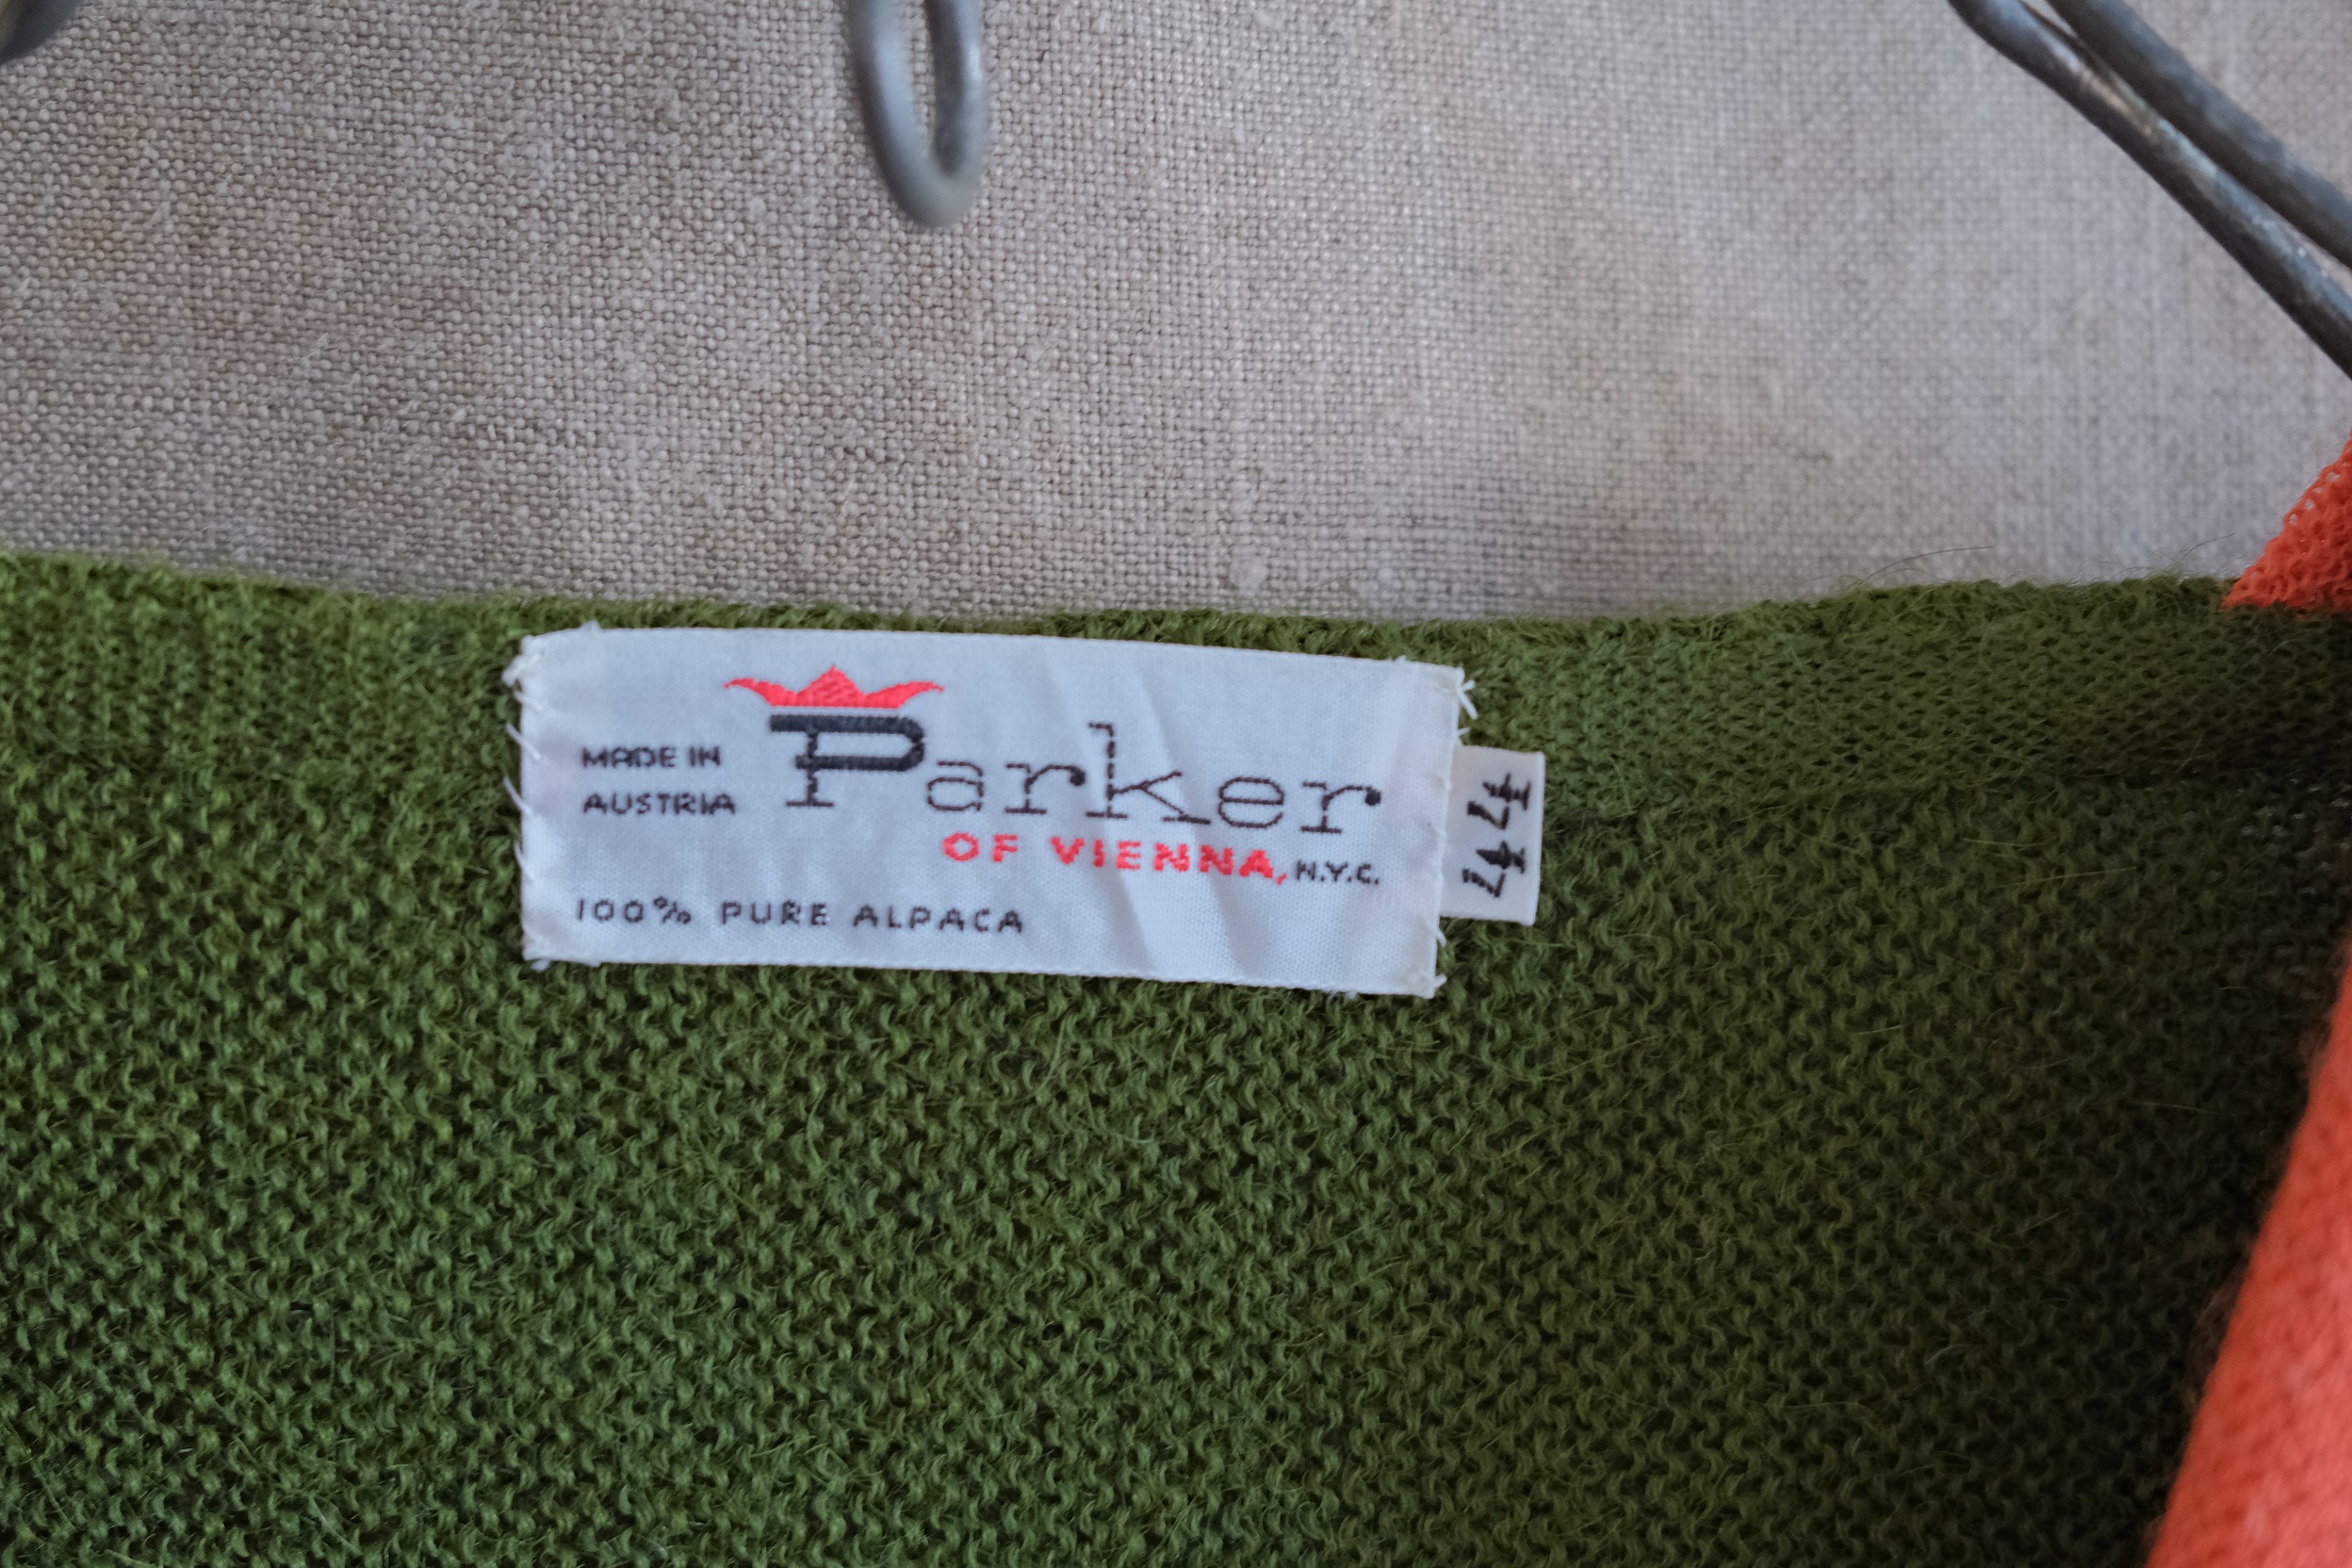 MADE IN
AUSTRIA
Parker
OF VIENNA, N.Y.C.
100% PURE ALPACA
44